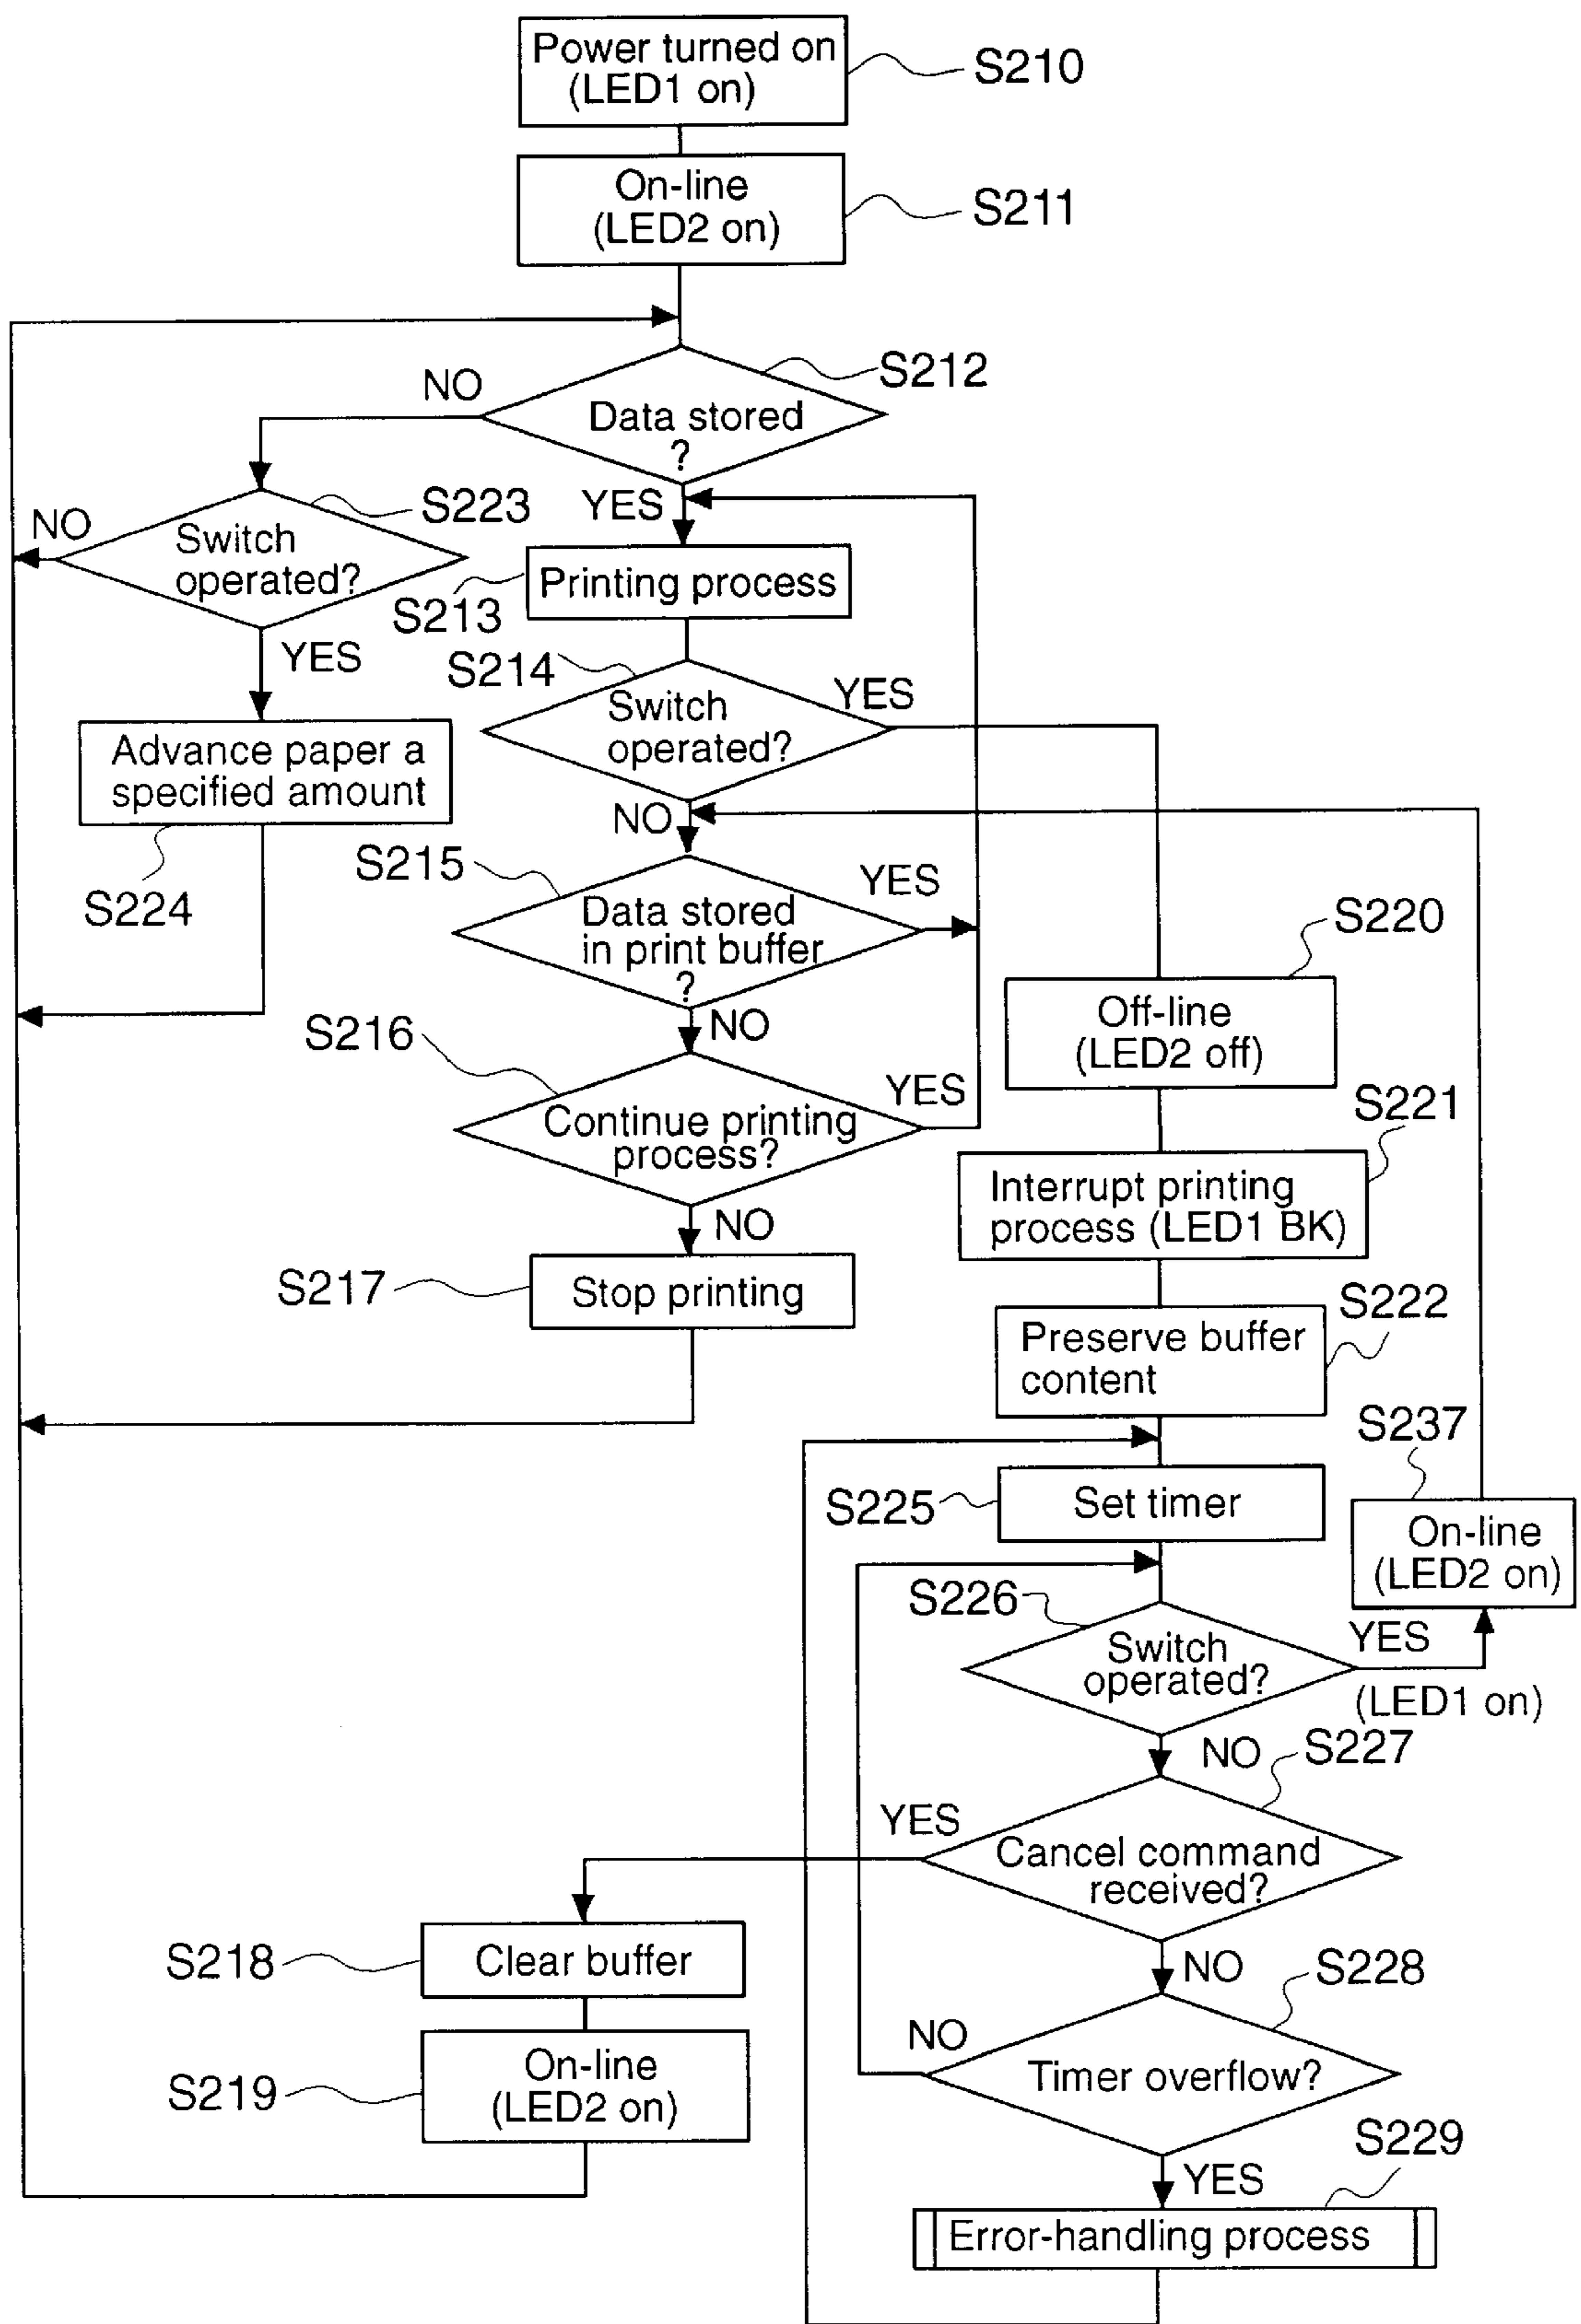 Power turned on
(LED1 on)
S210
On-line
(LED2 on)
S211
S212
NO
Data stored
?
YES
S223
NO
Switch
operated?
YES
Printing process
S213
S214
YES
Switch
operated?
NO
Advance paper a
specified amount
S224
S215
YES
Data stored
in print buffer
?
NO
S220
Off-line
(LED2 off)
S216
YES
Continue printing
process?
NO
S221
Interrupt printing
process (LED1 BK)
S217
Stop printing
S222
Preserve buffer
content
S237
S225
Set timer
On-line
(LED2 on)
S226
Switch
operated?
YES
(LED1 on)
NO
S227
YES
Cancel command
received?
NO
S218
Clear buffer
S228
NO
Timer overflow?
S219
On-line
(LED2 on)
YES
S229
Error-handling process